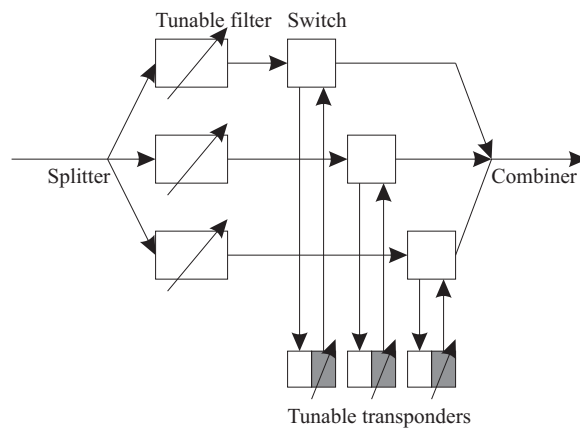 Tunable filter
Switch
Splitter
Combiner
Tunable transponders